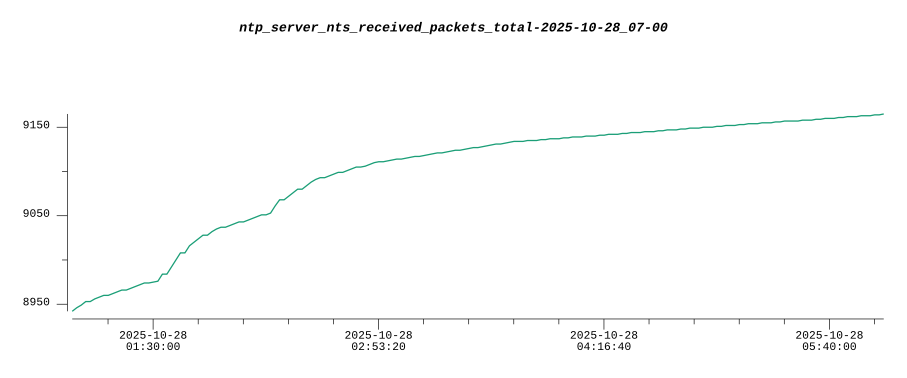 ntp_server_nts_received_packets_total-2025-10-28_07-00
9150
9050
8950
2025-10-28 2025-10-28 2025-10-28 2025-10-28
01:30:00 02:53:20 04:16:40 05:40:00